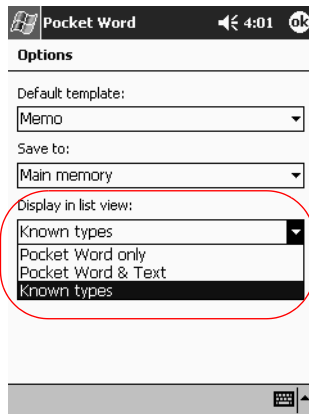 Pocket Word 4:01 ok
Options
Default template:
Memo
Save to:
Main memory
Display in list view:
Known types
Pocket Word only
Pocket Word & Text
Known types